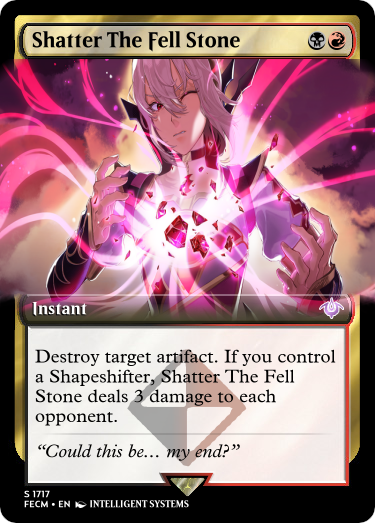 Shatter The Fell Stone
Instant
Destroy target artifact. If you control
a Shapeshifter, Shatter The Fell
Stone deals 3 damage to each
opponent.
“Could this be… my end?”
S 1717
FECM • EN INTELLIGENT SYSTEMS